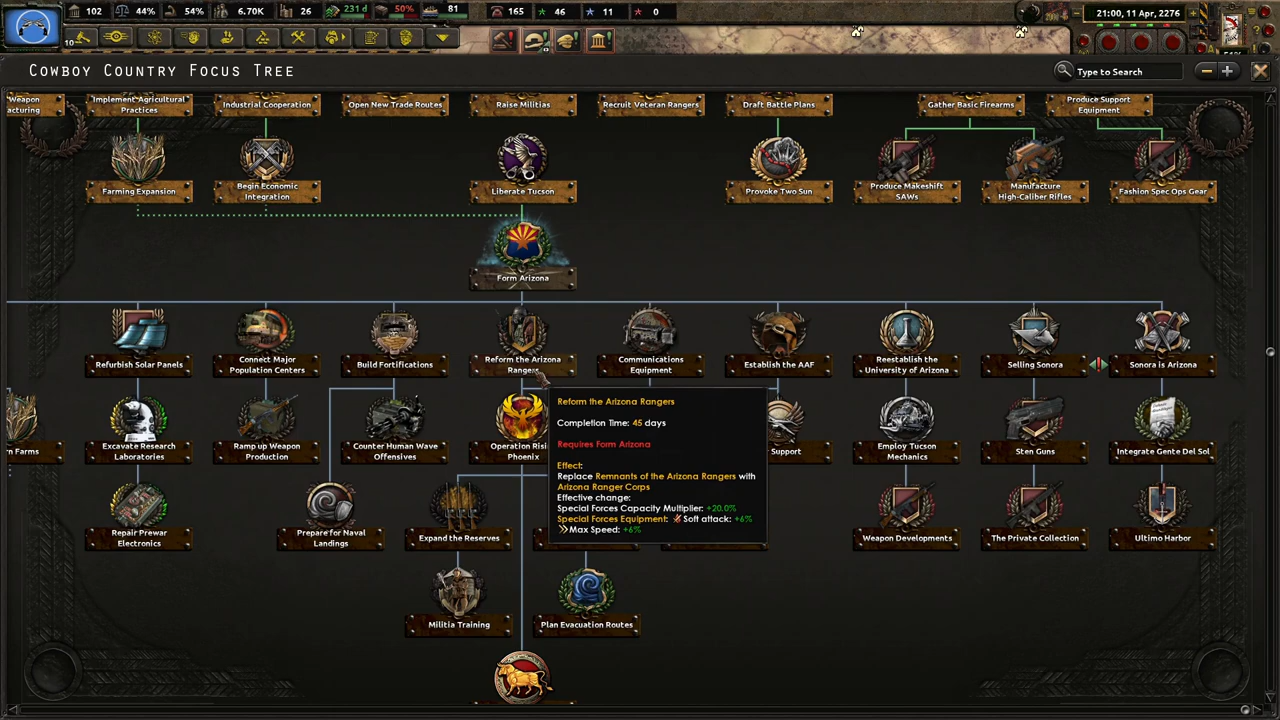 102 44% 54% 6.70K 26 231 d 50% 81 165 46 11 0 21:00, 11 Apr, 2276
10
Cowboy Country Focus Tree
Type to Search
Weapon
acturing
Implement Agricultural
Practices
Industrial Cooperation
Open New Trade Routes
Raise Militias
Recruit Veteran Rangers
Draft Battle Plans
Gather Basic Firearms
Produce Support
Equipment
Farming Expansion
Begin Economic
Integration
Liberate Tucson
Provoke Two Sun
Produce Makeshift
SAWs
Manufacture
High-Caliber Rifles
Fashion Spec Ops Gear
Form Arizona
Refurbish Solar Panels
Connect Major
Population Centers
Build Fortifications
Reform the Arizona
Rangers
Communications
Equipment
Establish the AAF
Reestablish the
University of Arizona
Selling Sonora
Sonora is Arizona
Reform the Arizona Rangers
Completion Time: 45 days
Requires Form Arizona
Effect:
Replace Remnants of the Arizona Rangers with
Arizona Ranger Corps
Effective change:
Special Forces Capacity Multiplier: +20.0%
Special Forces Equipment: Soft attack: +6%
Max Speed: +6%
n Farms
Excavate Research
Laboratories
Ramp up Weapon
Production
Counter Human Wave
Offensives
Operation Risi
Phoenix
Support
Employ Tucson
Mechanics
Sten Guns
Integrate Gente Del Sol
Repair Prewar
Electronics
Prepare for Naval
Landings
Expand the Reserves
Weapon Developments
The Private Collection
Ultimo Harbor
Militia Training
Plan Evacuation Routes